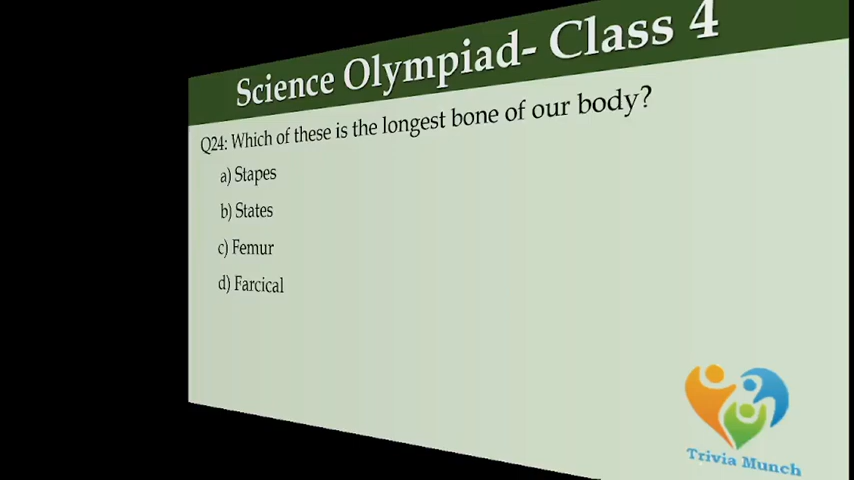 Science Olympiad- Class 4
Q24: Which of these is the longest bone of our body?
a) Stapes
b) States
c) Femur
d) Farcical
Trivia Munch